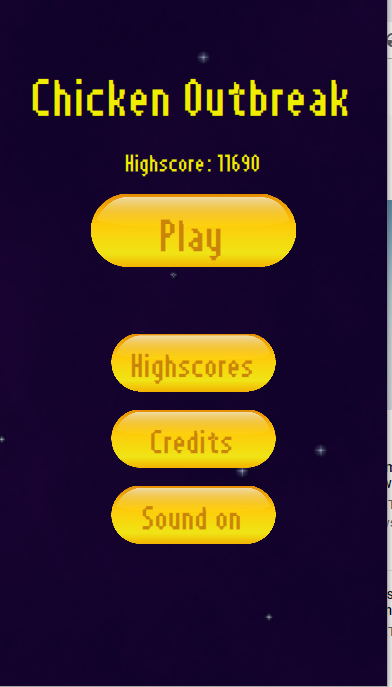 Chicken Outbreak
Highscore: 11690
Play
Highscores
Credits
Sound on